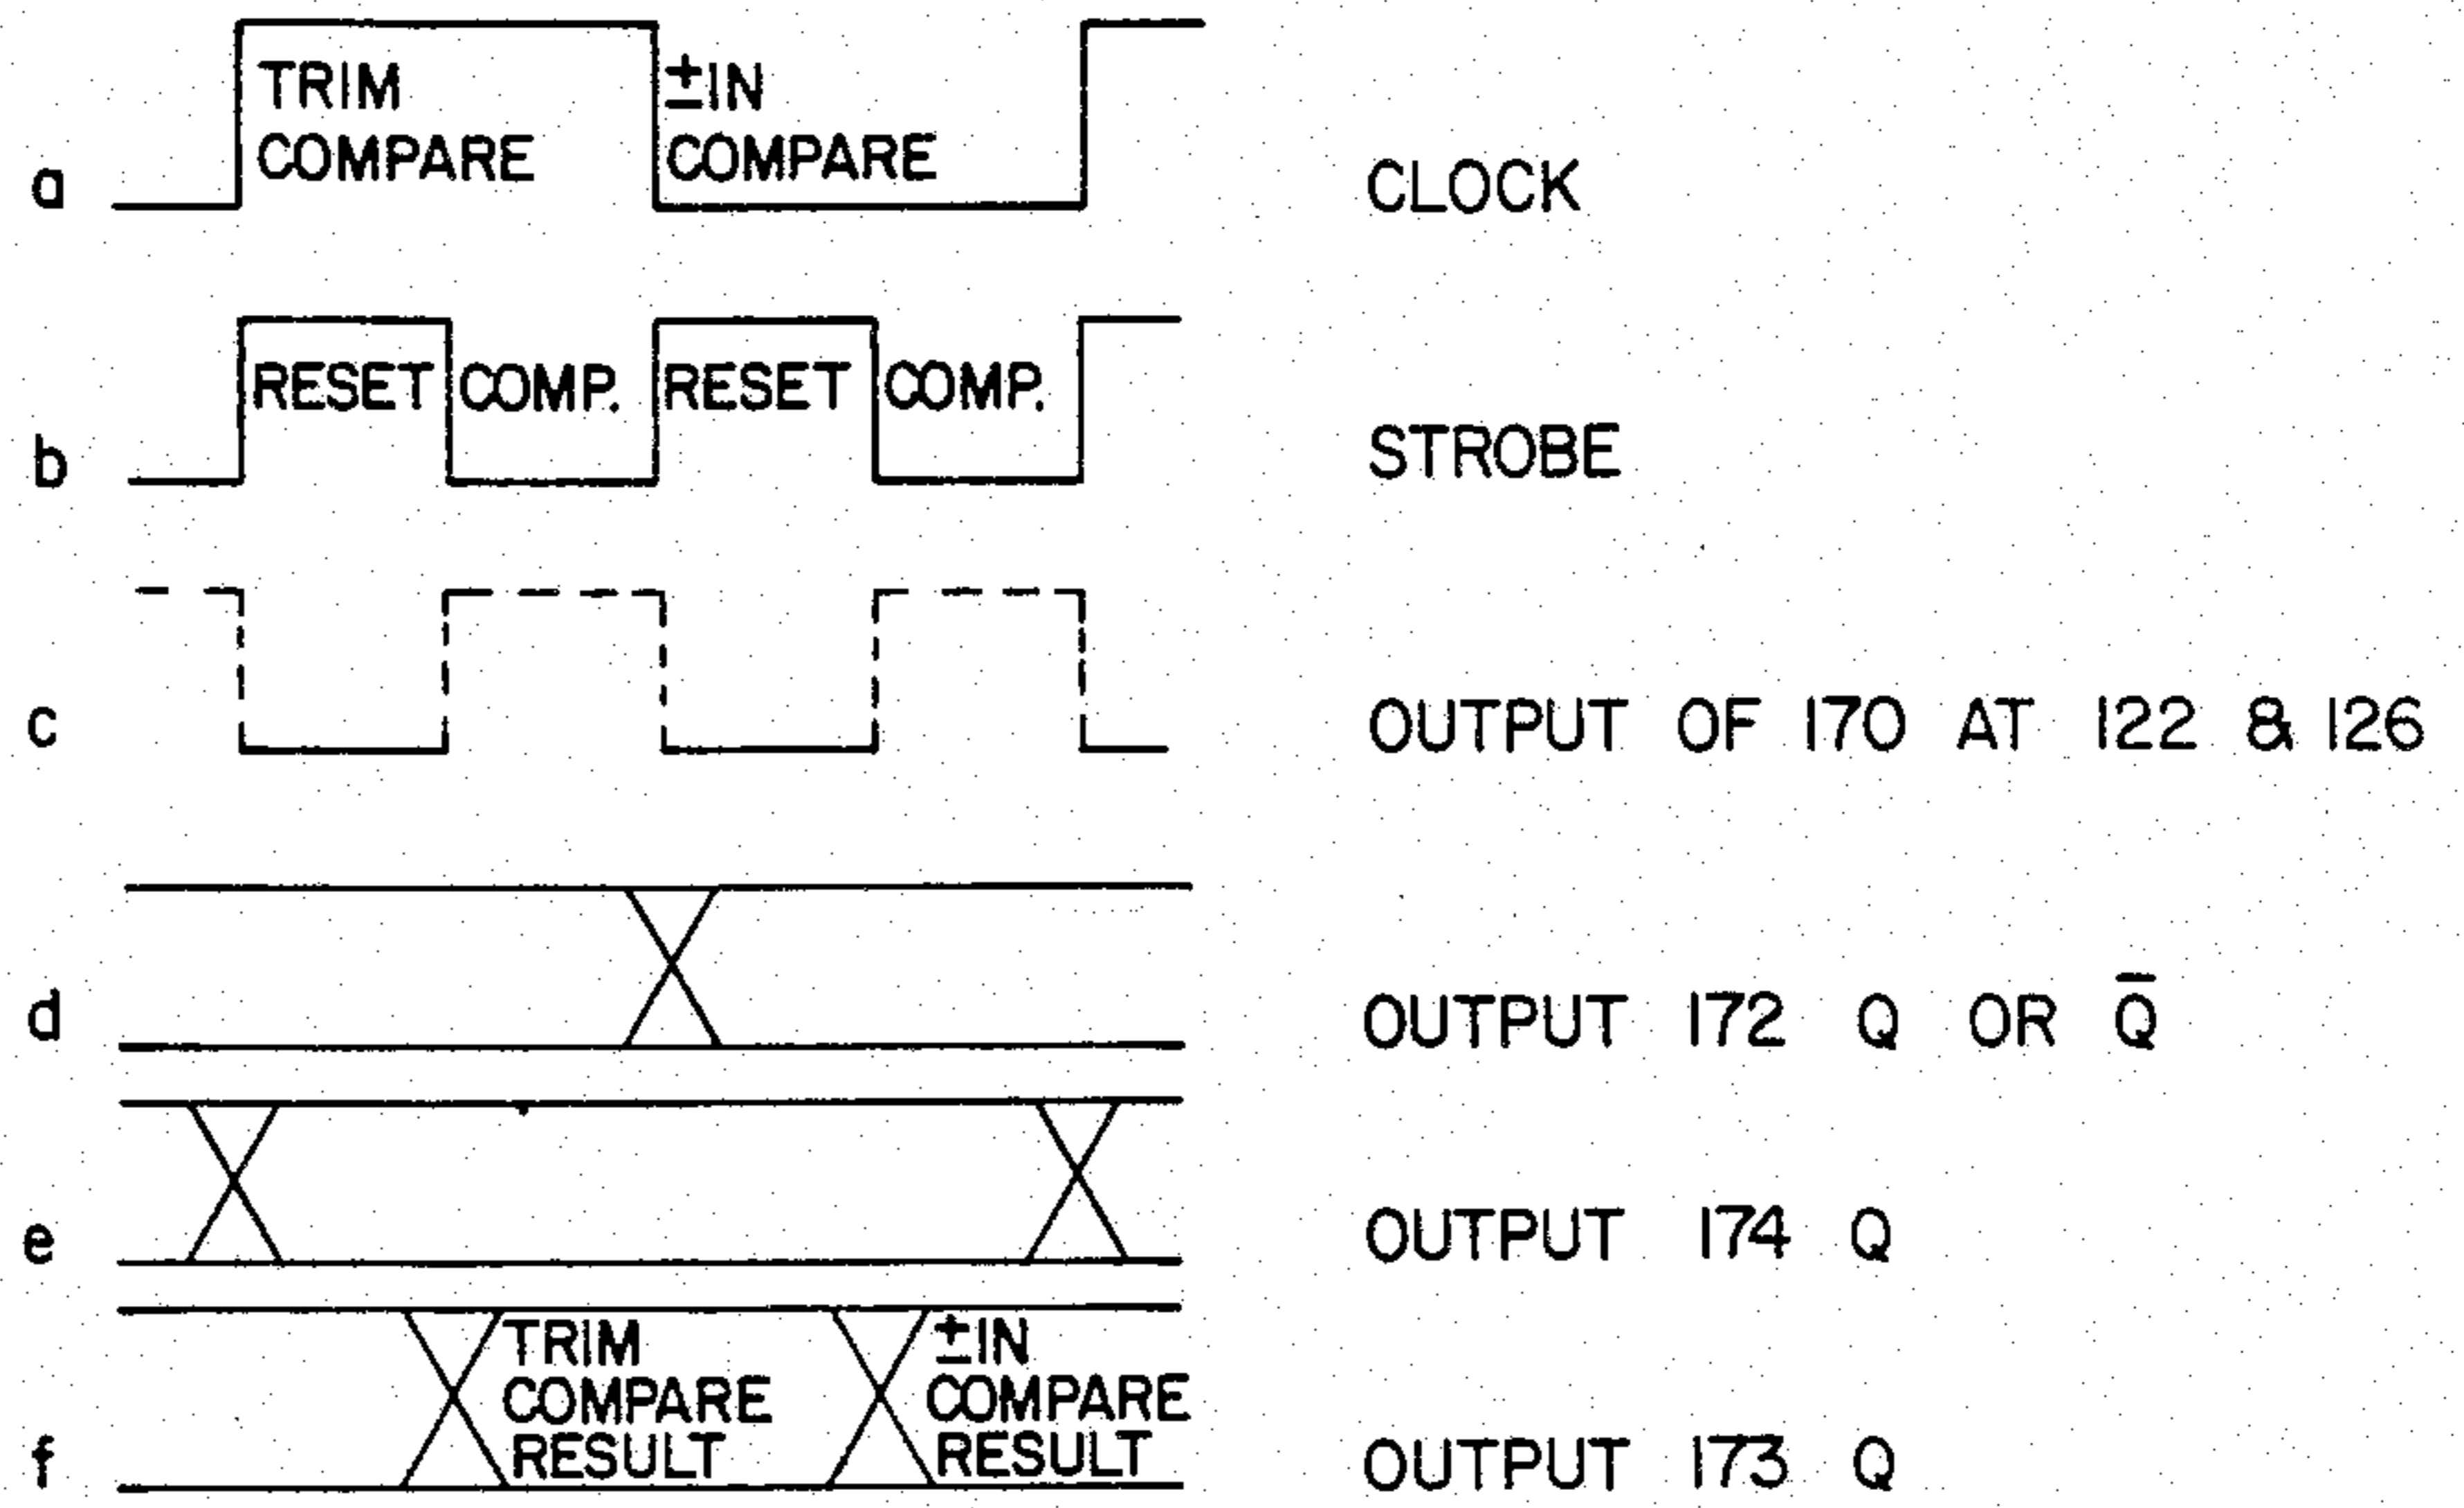 TRIM
COMPARE
±IN
COMPARE
a
CLOCK
RESET
COMP.
RESET
COMP.
b
STROBE
c
OUTPUT OF 170 AT 122 & 126
d
OUTPUT 172 Q OR Q̅
e
OUTPUT 174 Q
TRIM
COMPARE
RESULT
±IN
COMPARE
RESULT
f
OUTPUT 173 Q